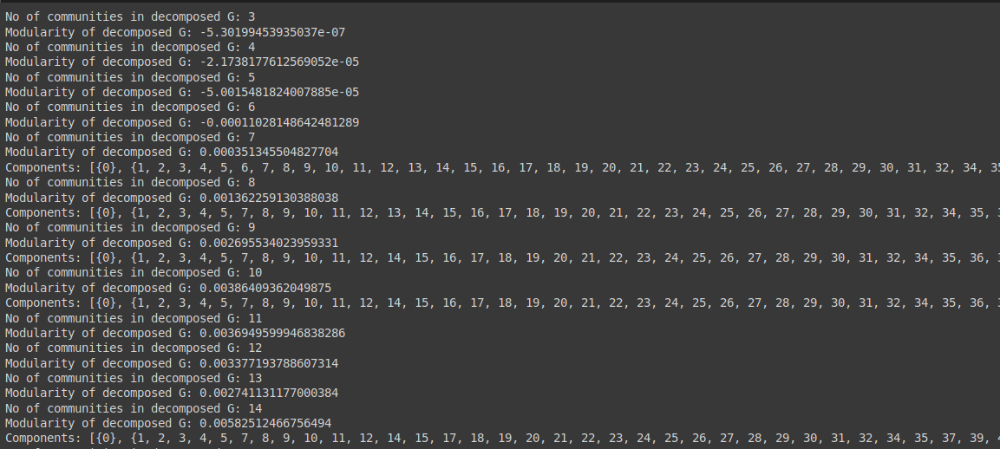 No of communities in decomposed G: 3
Modularity of decomposed G: -5.30199453935037e-07
No of communities in decomposed G: 4
Modularity of decomposed G: -2.1738177612569052e-05
No of communities in decomposed G: 5
Modularity of decomposed G: -5.0015481824007885e-05
No of communities in decomposed G: 6
Modularity of decomposed G: -0.00011028148642481289
No of communities in decomposed G: 7
Modularity of decomposed G: 0.000351345504827704
Components: [{0}, {1, 2, 3, 4, 5, 6, 7, 8, 9, 10, 11, 12, 13, 14, 15, 16, 17, 18, 19, 20, 21, 22, 23, 24, 25, 26, 27, 28, 29, 30, 31, 32, 34, 35
No of communities in decomposed G: 8
Modularity of decomposed G: 0.001362259130388038
Components: [{0}, {1, 2, 3, 4, 5, 7, 8, 9, 10, 11, 12, 13, 14, 15, 16, 17, 18, 19, 20, 21, 22, 23, 24, 25, 26, 27, 28, 29, 30, 31, 32, 34, 35,
No of communities in decomposed G: 9
Modularity of decomposed G: 0.002695534023959331
Components: [{0}, {1, 2, 3, 4, 5, 7, 8, 9, 10, 11, 12, 14, 15, 16, 17, 18, 19, 20, 21, 22, 23, 24, 25, 26, 27, 28, 29, 30, 31, 32, 34, 35, 36,
No of communities in decomposed G: 10
Modularity of decomposed G: 0.00386409362049875
Components: [{0}, {1, 2, 3, 4, 5, 7, 8, 9, 10, 11, 12, 14, 15, 16, 17, 18, 19, 20, 21, 22, 23, 24, 25, 26, 27, 28, 29, 30, 31, 32, 34, 35, 36,
No of communities in decomposed G: 11
Modularity of decomposed G: 0.0036949599946838286
No of communities in decomposed G: 12
Modularity of decomposed G: 0.003377193788607314
No of communities in decomposed G: 13
Modularity of decomposed G: 0.002741131177000384
No of communities in decomposed G: 14
Modularity of decomposed G: 0.00582512466756494
Components: [{0}, {1, 2, 3, 4, 5, 7, 8, 9, 10, 11, 12, 14, 15, 17, 18, 19, 20, 21, 22, 23, 24, 25, 26, 27, 28, 29, 30, 31, 32, 34, 35, 37, 39,